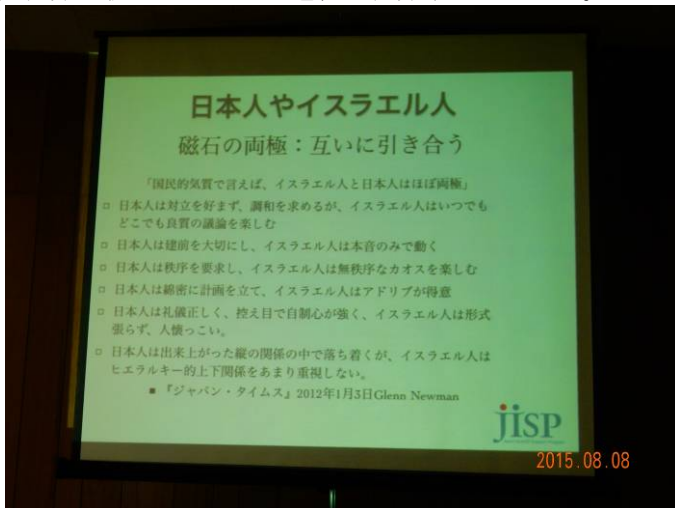 日本人やイスラエル人
磁石の両極：互いに引き合う
「国民的気質で言えば、イスラエル人と日本人はほぼ両極」
日本人は対立を好まず、調和を求めるが、イスラエル人はいつでも
どこでも良質の議論を楽しむ
日本人は建前を大切にし、イスラエル人は本音のみで動く
日本人は秩序を要求し、イスラエル人は無秩序なカオスを楽しむ
日本人は綿密に計画を立て、イスラエル人はアドリブが得意
日本人は礼儀正しく、控え目で自制心が強く、イスラエル人は形式
張らず、人懐っこい。
日本人は出来上がった縦の関係の中で落ち着くが、イスラエル人は
ヒエラルキー的上下関係をあまり重視しない。
『ジャパン・タイムス』2012年1月3日Glenn Newman
jISP
2015.08.08